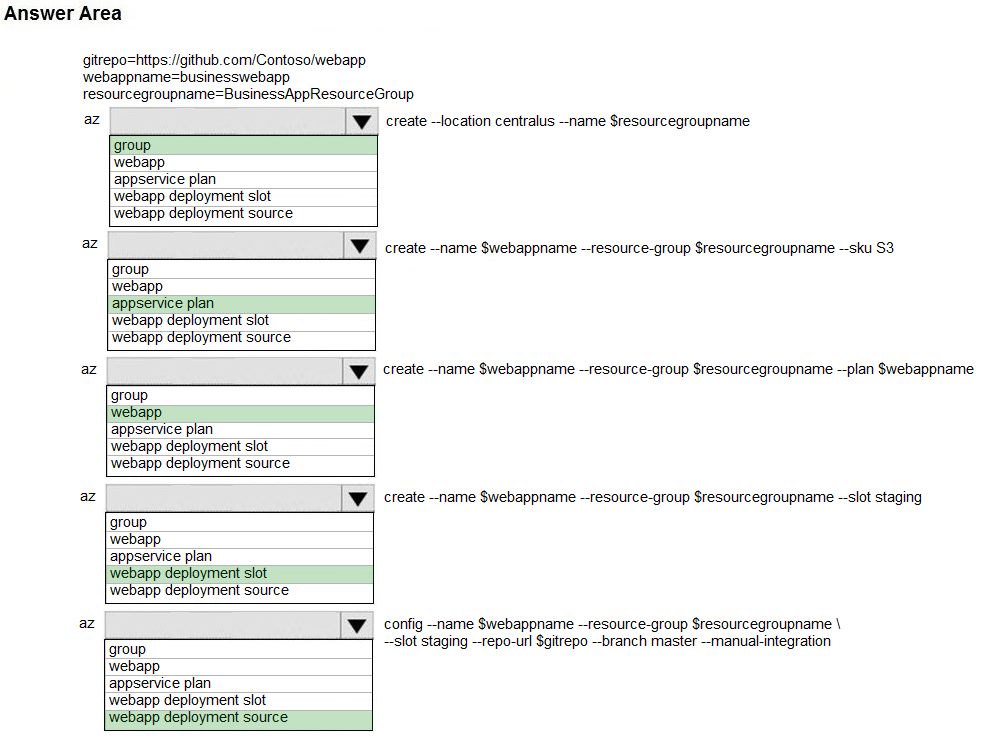 Answer Area
gitrepo=https://github.com/Contoso/webapp
webappname=businesswebapp
resourcegroupname=BusinessAppResourceGroup
az create --location centralus --name $resourcegroupname
group
webapp
appservice plan
webapp deployment slot
webapp deployment source
az create --name $webappname --resource-group $resourcegroupname --sku S3
group
webapp
appservice plan
webapp deployment slot
webapp deployment source
az create --name $webappname --resource-group $resourcegroupname --plan $webappname
group
webapp
appservice plan
webapp deployment slot
webapp deployment source
az create --name $webappname --resource-group $resourcegroupname --slot staging
group
webapp
appservice plan
webapp deployment slot
webapp deployment source
az config --name $webappname --resource-group $resourcegroupname \
--slot staging --repo-url $gitrepo --branch master --manual-integration
group
webapp
appservice plan
webapp deployment slot
webapp deployment source